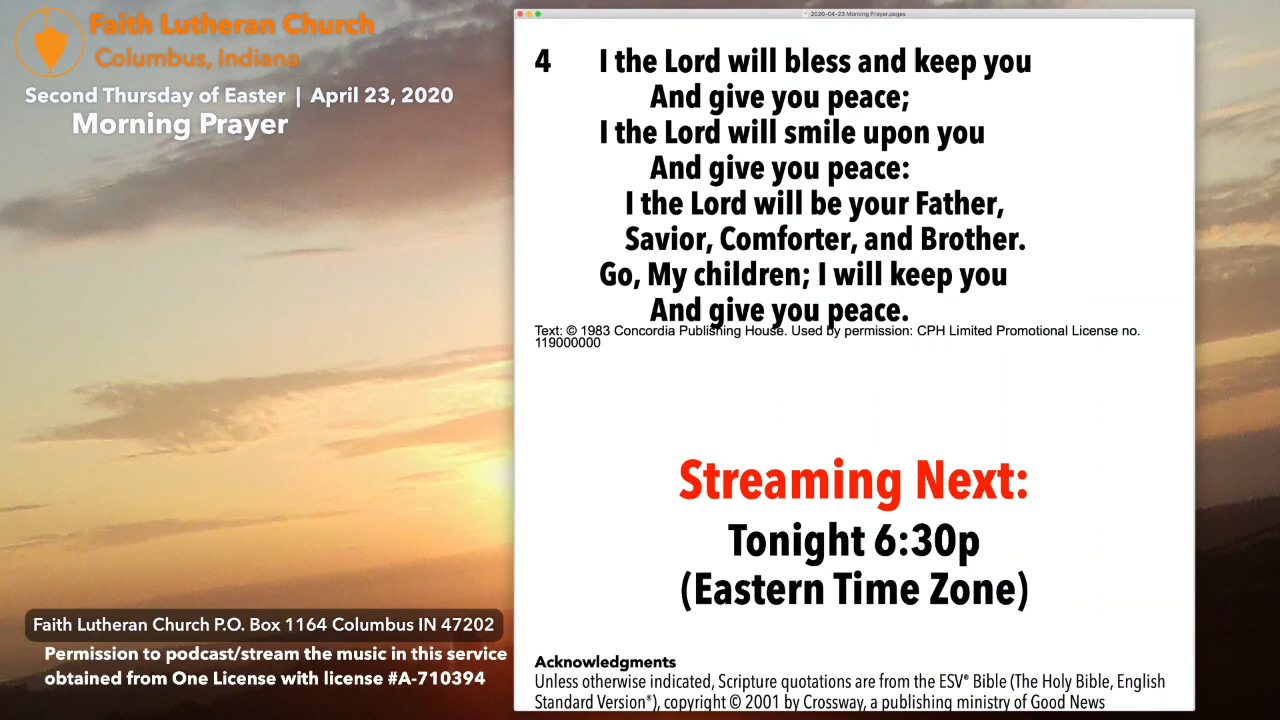 Faith Lutheran Church
Columbus, Indiana
Second Thursday of Easter | April 23, 2020
Morning Prayer
2020-04-23 Morning Prayer.pages
4 I the Lord will bless and keep you
And give you peace;
I the Lord will smile upon you
And give you peace:
I the Lord will be your Father,
Savior, Comforter, and Brother.
Go, My children; I will keep you
And give you peace.
Text: © 1983 Concordia Publishing House. Used by permission: CPH Limited Promotional License no.
119000000
Streaming Next:
Tonight 6:30p
(Eastern Time Zone)
Acknowledgments
Unless otherwise indicated, Scripture quotations are from the ESV® Bible (The Holy Bible, English
Standard Version®), copyright © 2001 by Crossway, a publishing ministry of Good News
Faith Lutheran Church P.O. Box 1164 Columbus IN 47202
Permission to podcast/stream the music in this service
obtained from One License with license #A-710394